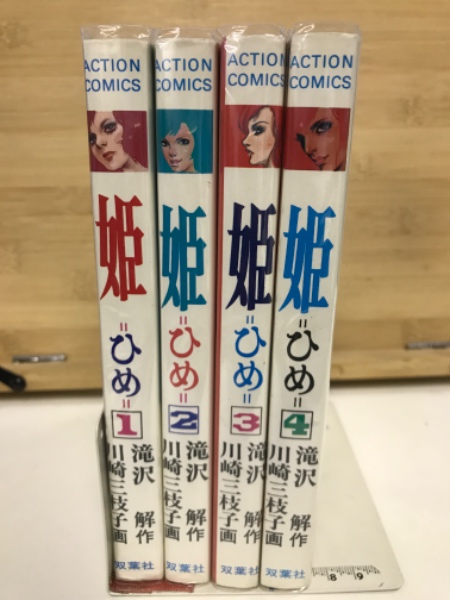 ACTION
COMICS
姫
=ひめ=
1
滝沢 解作
川崎三枝子画
双葉社
ACTION
COMICS
姫
=ひめ=
2
滝沢 解作
川崎三枝子画
双葉社
ACTION
COMICS
姫
=ひめ=
3
滝沢 解作
川崎三枝子画
双葉社
ACTION
COMICS
姫
=ひめ=
4
滝沢 解作
川崎三枝子画
双葉社
8 9